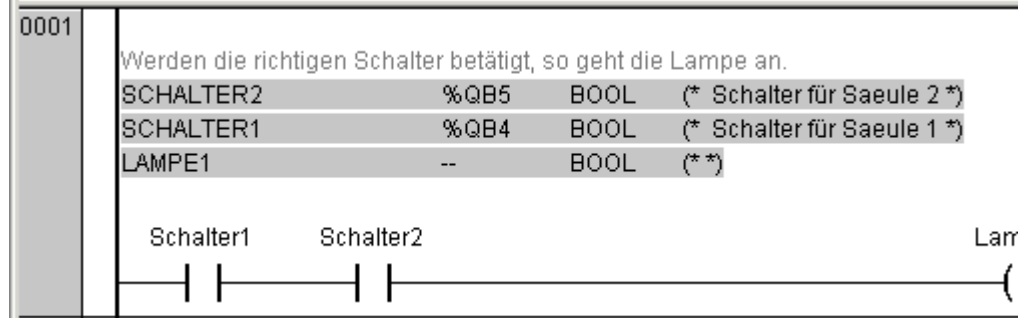 0001
Werden die richtigen Schalter betätigt, so geht die Lampe an.
SCHALTER2 %QB5 BOOL (* Schalter für Saeule 2 *)
SCHALTER1 %QB4 BOOL (* Schalter für Saeule 1 *)
LAMPE1 -- BOOL (* *)
Schalter1 Schalter2 Lam